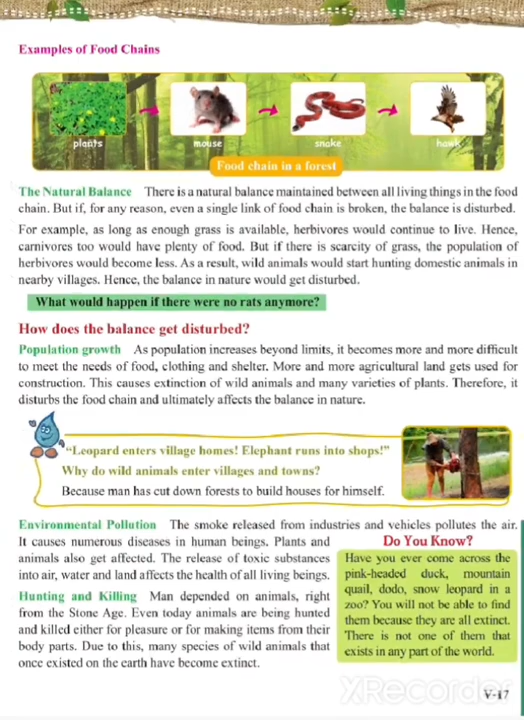 Examples of Food Chains
plants
mouse
snake
hawk
Food chain in a forest
The Natural Balance There is a natural balance maintained between all living things in the food
chain. But if, for any reason, even a single link of food chain is broken, the balance is disturbed.
For example, as long as enough grass is available, herbivores would continue to live. Hence,
carnivores too would have plenty of food. But if there is scarcity of grass, the population of
herbivores would become less. As a result, wild animals would start hunting domestic animals in
nearby villages. Hence, the balance in nature would get disturbed.
What would happen if there were no rats anymore?
How does the balance get disturbed?
Population growth As population increases beyond limits, it becomes more and more difficult
to meet the needs of food, clothing and shelter. More and more agricultural land gets used for
construction. This causes extinction of wild animals and many varieties of plants. Therefore, it
disturbs the food chain and ultimately affects the balance in nature.
"Leopard enters village homes! Elephant runs into shops!"
Why do wild animals enter villages and towns?
Because man has cut down forests to build houses for himself.
Environmental Pollution The smoke released from industries and vehicles pollutes the air.
It causes numerous diseases in human beings. Plants and
animals also get affected. The release of toxic substances
into air, water and land affects the health of all living beings.
Hunting and Killing Man depended on animals, right
from the Stone Age. Even today animals are being hunted
and killed either for pleasure or for making items from their
body parts. Due to this, many species of wild animals that
once existed on the earth have become extinct.
Do You Know?
Have you ever come across the
pink-headed duck, mountain
quail, dodo, snow leopard in a
zoo? You will not be able to find
them because they are all extinct.
There is not one of them that
exists in any part of the world.
XRecorder
V-17